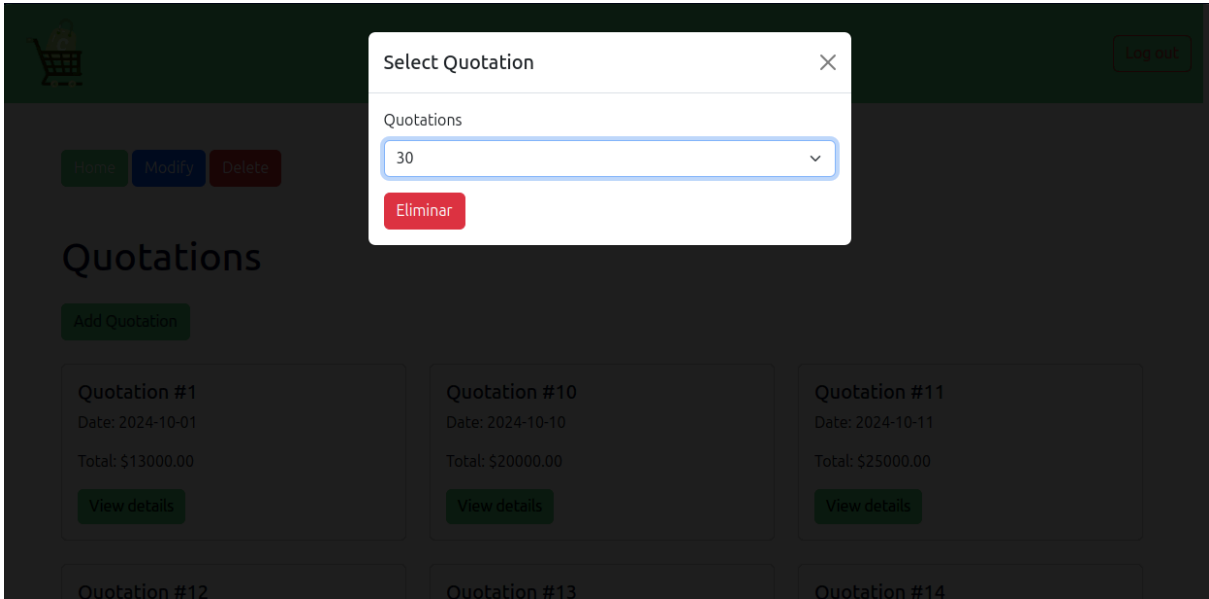 Log out
Select Quotation
Quotations
30
Eliminar
Home Modify Delete
Quotations
Add Quotation
Quotation #1
Date: 2024-10-01
Total: $13000.00
View details
Quotation #10
Date: 2024-10-10
Total: $20000.00
View details
Quotation #11
Date: 2024-10-11
Total: $25000.00
View details
Quotation #12
Quotation #13
Quotation #14